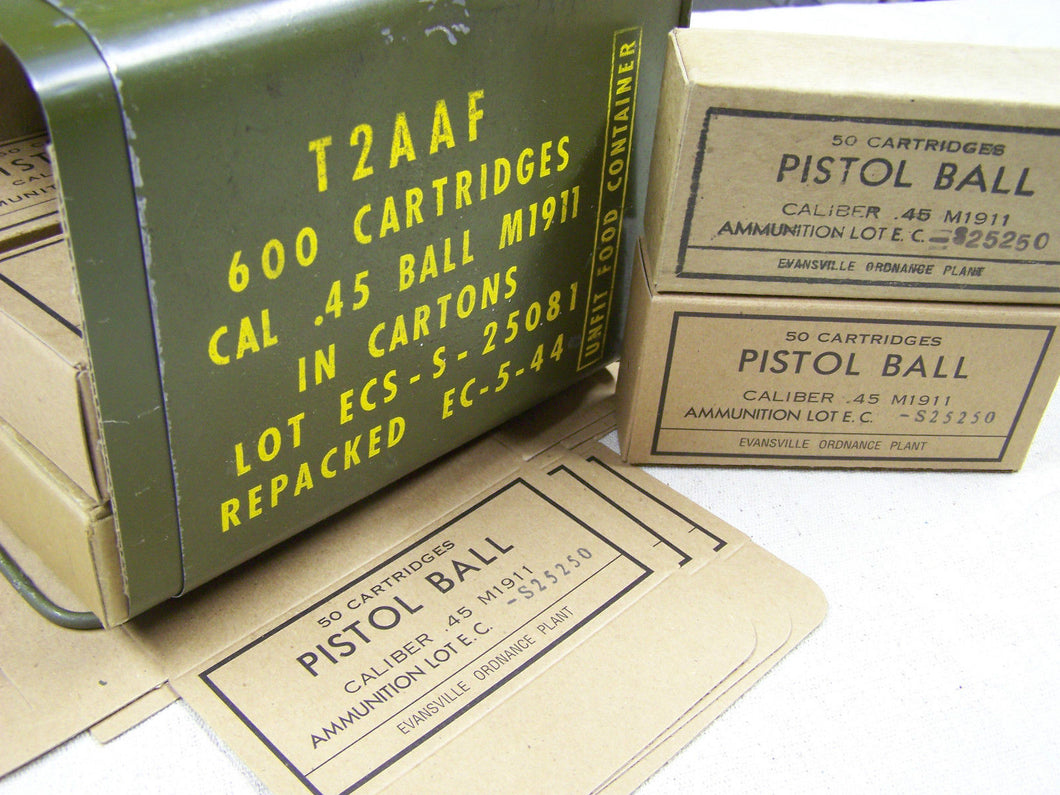 T2AAF
600 CARTRIDGES
CAL .45 BALL M1911
IN CARTONS
LOT ECS-S-25081
REPACKED EC-5-44
UNFIT FOOD CONTAINER
50 CARTRIDGES
PISTOL BALL
CALIBER .45 M1911
AMMUNITION LOT E.C. -S25250
EVANSVILLE ORDNANCE PLANT
50 CARTRIDGES
PISTOL BALL
CALIBER .45 M1911
AMMUNITION LOT E.C. -S25250
EVANSVILLE ORDNANCE PLANT
50 CARTRIDGES
PISTOL BALL
CALIBER .45 M1911
AMMUNITION LOT E.C. -S25250
EVANSVILLE ORDNANCE PLANT